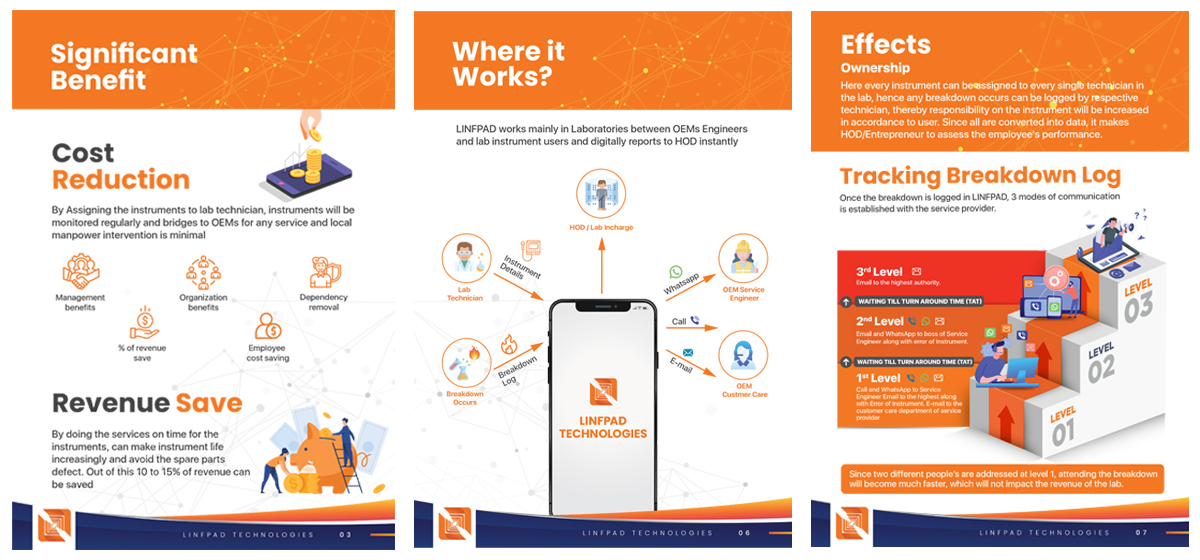 Significant
Benefit
Cost
Reduction
By Assigning the instruments to lab technician, instruments will be
monitored regularly and bridges to OEMs for any service and local
manpower intervention is minimal
Management
benefits
Organization
benefits
Dependency
removal
% of revenue
save
Employee
cost saving
Revenue Save
By doing the services on time for the
instruments, can make instrument life
increasingly and avoid the spare parts
defect. Out of this 10 to 15% of revenue can
be saved
LINFPAD TECHNOLOGIES 03
Where it
Works?
LINFPAD works mainly in Laboratories between OEMs Engineers
and lab instrument users and digitally reports to HOD instantly
HOD / Lab Incharge
Lab
Technician
Instrument
Details
Whatsapp
OEM Service
Engineer
Call
Breakdown
Occurs
Breakdown
Log
E-mail
OEM
Custmer Care
LINFPAD
TECHNOLOGIES
LINFPAD TECHNOLOGIES 06
Effects
Ownership
Here every instrument can be assigned to every single technician in
the lab, hence any breakdown occurs can be logged by respective
technician, thereby responsibility on the instrument will be increased
in accordance to user. Since all are converted into data, it makes
HOD/Entrepreneur to assess the employee's performance.
Tracking Breakdown Log
Once the breakdown is logged in LINFPAD, 3 modes of communication
is established with the service provider.
3rd Level
Email to the highest authority.
WAITING TILL TURN AROUND TIME (TAT)
2nd Level
Email and WhatsApp to boss of Service
Engineer along with error of Instrument.
WAITING TILL TURN AROUND TIME (TAT)
1st Level
Call and WhatsApp to Service
Engineer Email to the highest along
with Error of Instrument. E-mail to the
customer care department of service
provider
? ?
LEVEL
03
LEVEL
02
LEVEL
01
Since two different people's are addressed at level 1, attending the breakdown
will become much faster, which will not impact the revenue of the lab.
LINFPAD TECHNOLOGIES 07